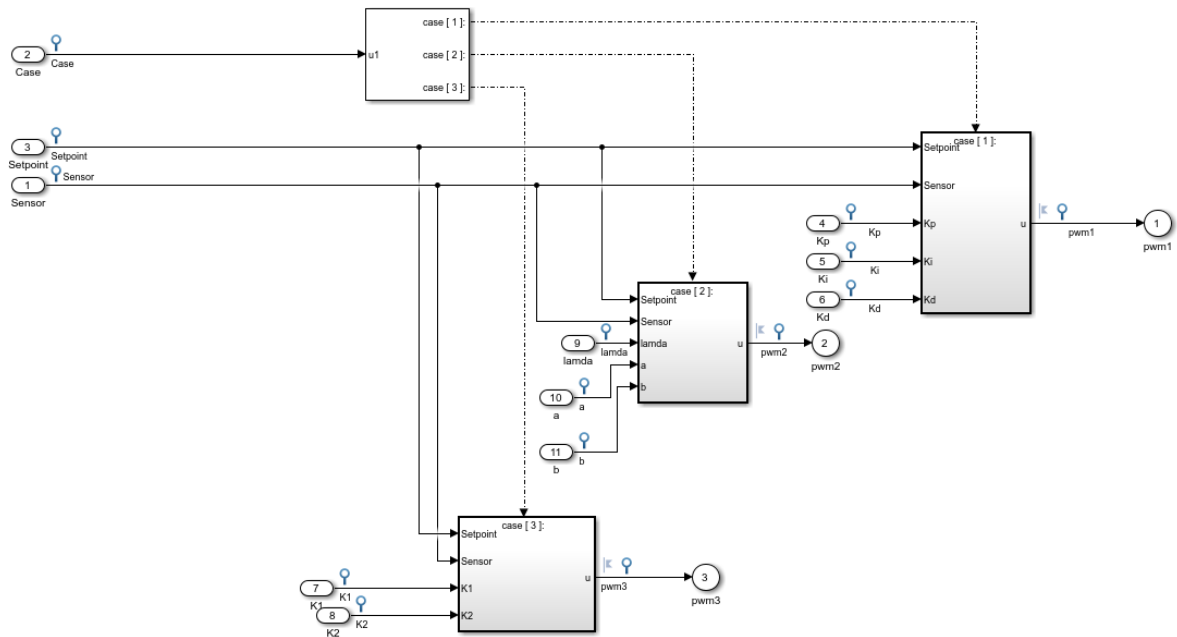 case [ 1 ]:
2
Case
Case
u1
case [ 2 ]:
case [ 3 ]:
3
Setpoint
Setpoint
1
Sensor
Sensor
case [ 1 ]:
Setpoint
Sensor
4
Kp
Kp
Kp
u
pwm1
1
pwm1
5
Ki
Ki
Ki
6
Kd
Kd
Kd
case [ 2 ]:
Setpoint
Sensor
9
lamda
lamda
lamda
u
pwm2
2
pwm2
10
a
a
a
11
b
b
b
case [ 3 ]:
Setpoint
Sensor
7
K1
K1
K1
u
pwm3
3
pwm3
8
K2
K2
K2